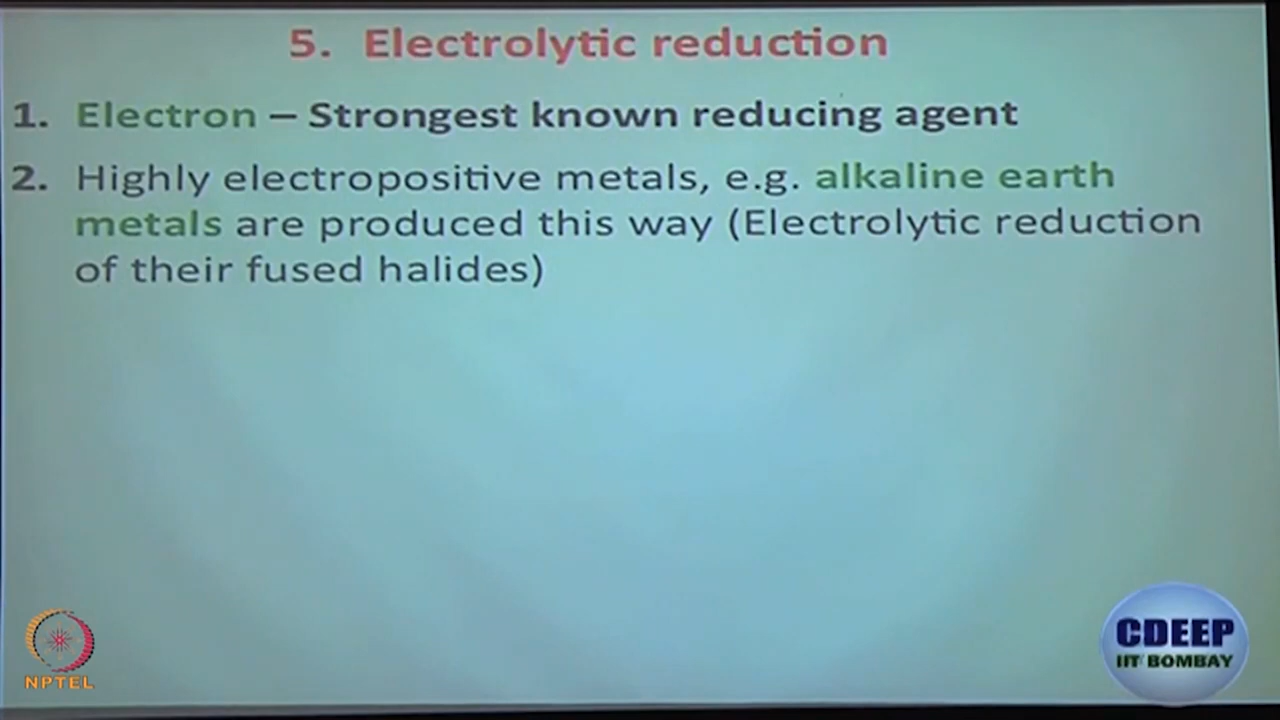 5. Electrolytic reduction
1. Electron – Strongest known reducing agent
2. Highly electropositive metals, e.g. alkaline earth
metals are produced this way (Electrolytic reduction
of their fused halides)
NPTEL
CDEEP
IIT BOMBAY